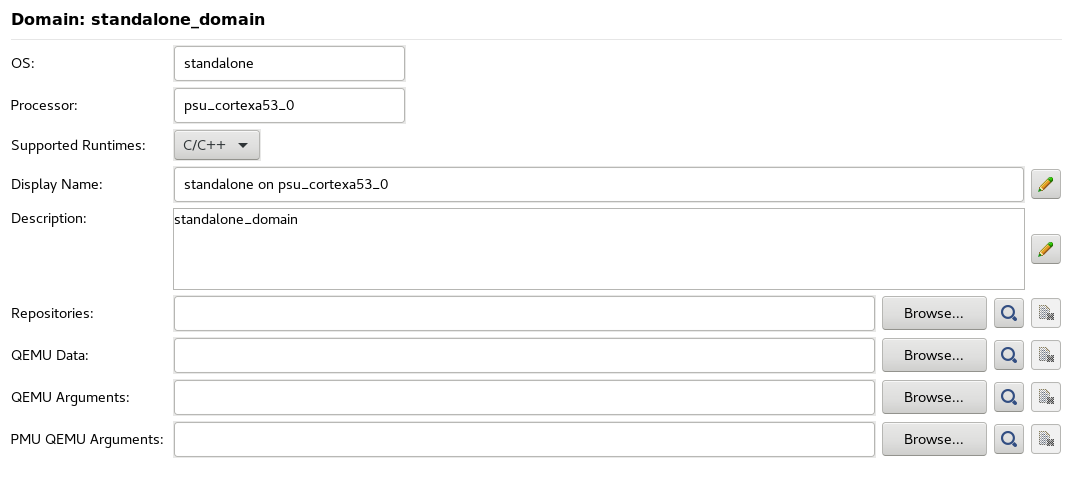 Domain: standalone_domain
OS: standalone
Processor: psu_cortexa53_0
Supported Runtimes: C/C++
Display Name: standalone on psu_cortexa53_0
Description: standalone_domain
Repositories: Browse...
QEMU Data: Browse...
QEMU Arguments: Browse...
PMU QEMU Arguments: Browse...